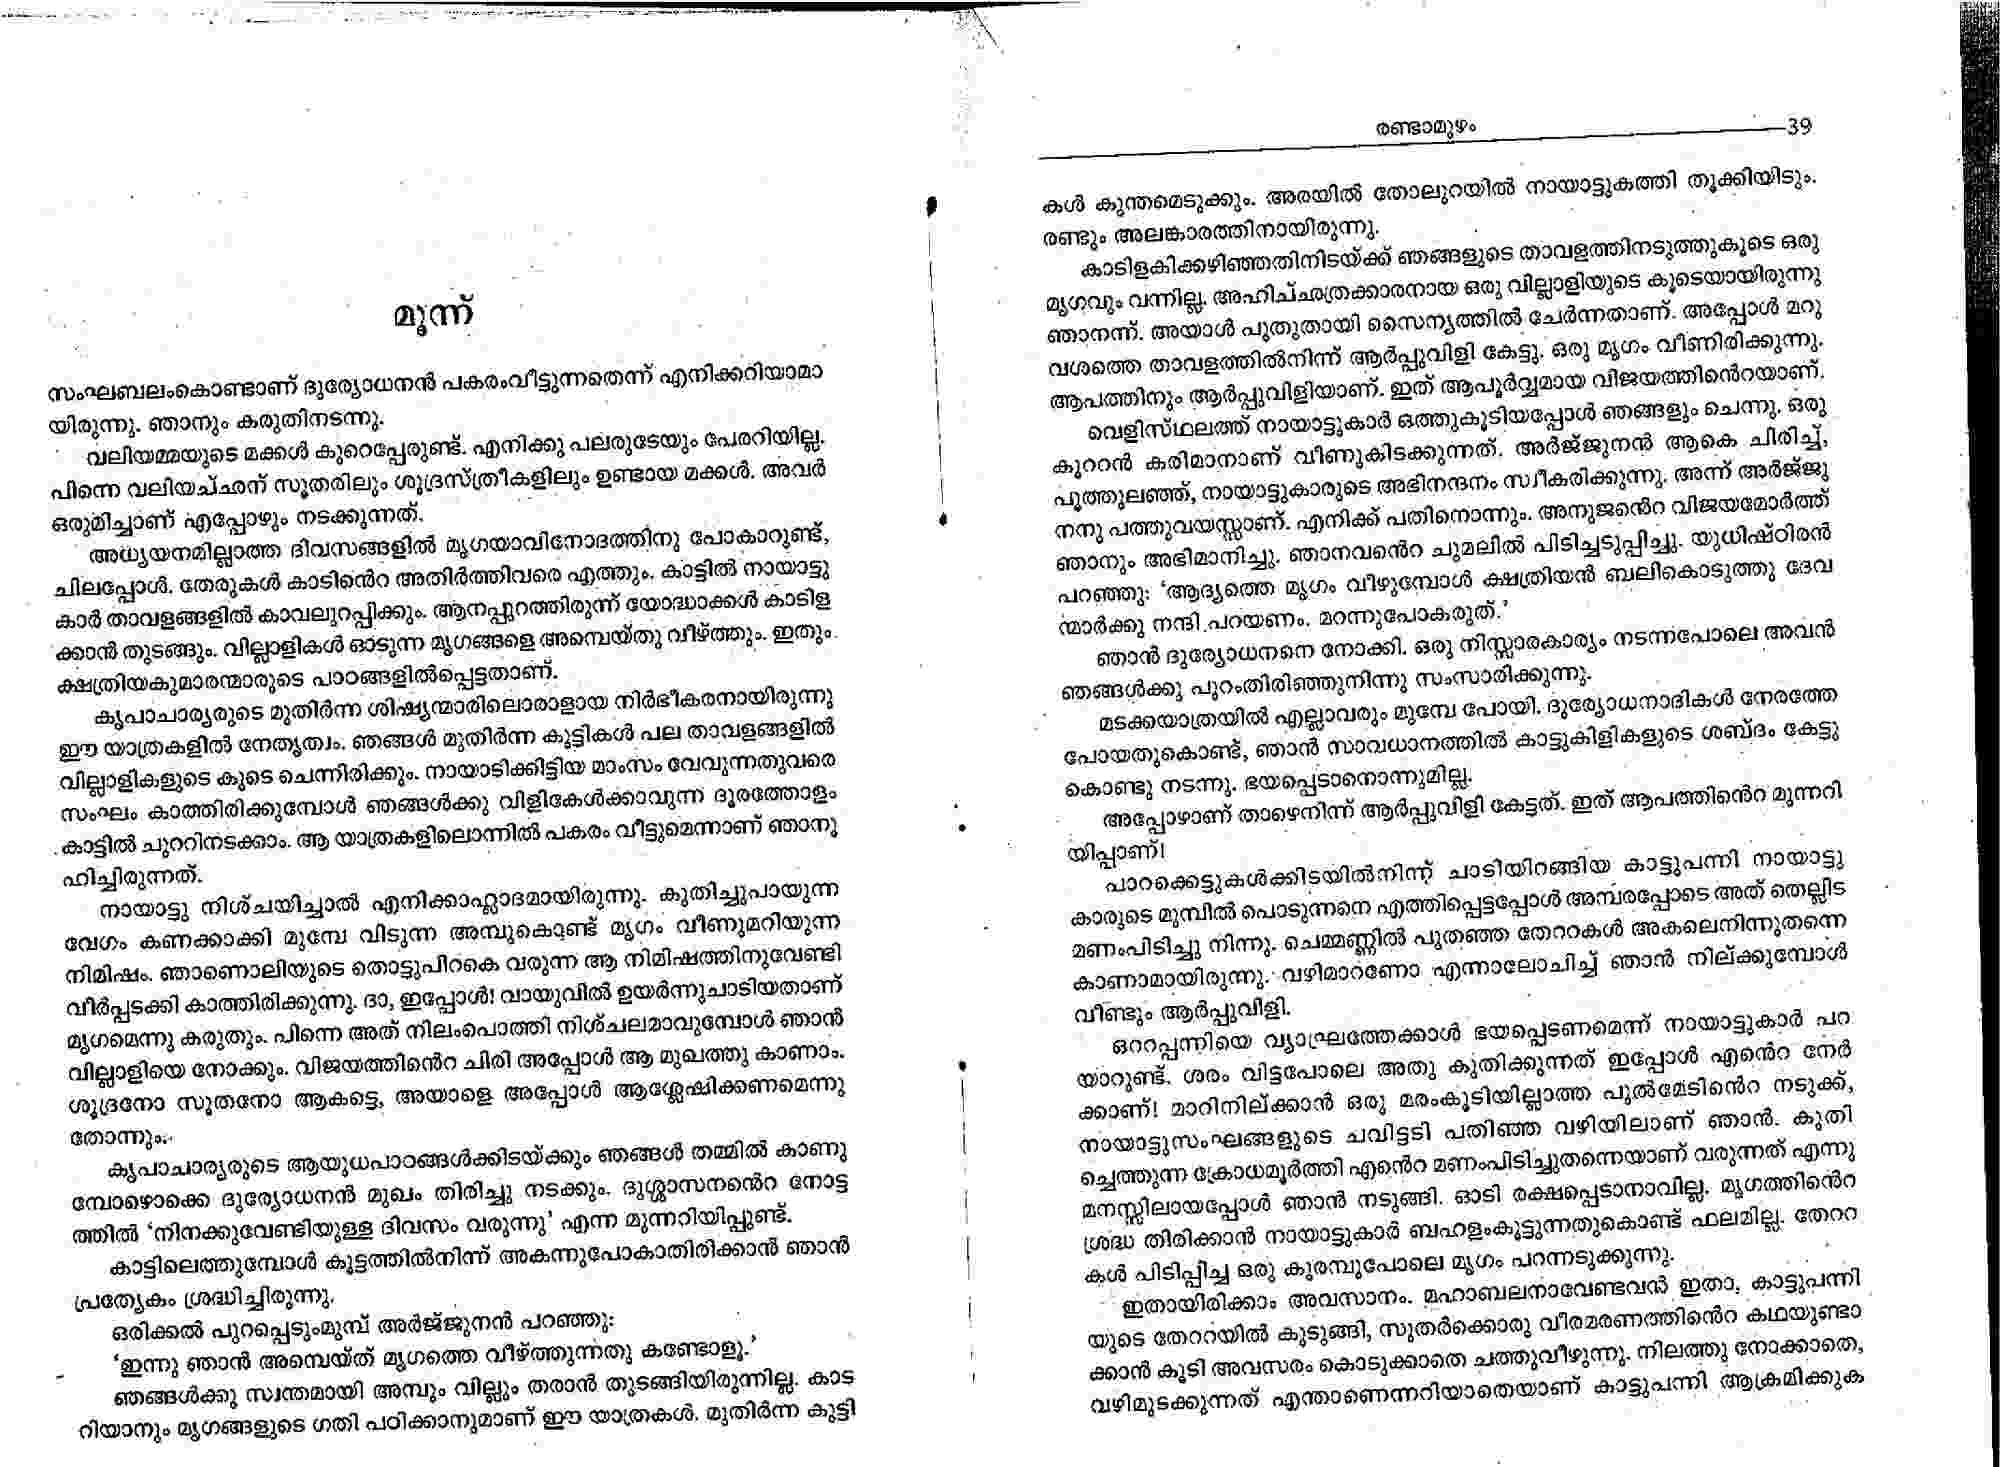 മൂന്ന്
സംഘബലംകൊണ്ടാണ് ദുര്യോധനൻ പകരംവീട്ടുന്നതെന്ന് എനിക്കറിയാമാ
യിരുന്നു. ഞാനും കരുതിനടന്നു.
വലിയമ്മയുടെ മക്കൾ കുറെപ്പേരുണ്ട്. എനിക്കു പലരുടേയും പേരറിയില്ല.
പിന്നെ വലിയച്ഛന് സൂതരിലും ശൂദ്രസ്ത്രീകളിലും ഉണ്ടായ മക്കൾ. അവർ
ഒരുമിച്ചാണ് എപ്പോഴും നടക്കുന്നത്.
അധ്യയനമില്ലാത്ത ദിവസങ്ങളിൽ മൃഗയാവിനോദത്തിനു പോകാറുണ്ട്,
ചിലപ്പോൾ. തേരുകൾ കാടിൻെറ അതിർത്തിവരെ എത്തും. കാട്ടിൽ നായാട്ടു
കാർ താവളങ്ങളിൽ കാവലുറപ്പിക്കും. ആനപ്പുറത്തിരുന്ന് യോദ്ധാക്കൾ കാടിള
ക്കാൻ തുടങ്ങും. വില്ലാളികൾ ഓടുന്ന മൃഗങ്ങളെ അമ്പെയ്തു വീഴ്ത്തും. ഇതും
ക്ഷത്രിയകുമാരന്മാരുടെ പാഠങ്ങളിൽപ്പെട്ടതാണ്.
കൃപാചാര്യരുടെ മുതിർന്ന ശിഷ്യന്മാരിലൊരാളായ നിർഭീകരനായിരുന്നു
ഈ യാത്രകളിൽ നേതൃത്വം. ഞങ്ങൾ മുതിർന്ന കുട്ടികൾ പല താവളങ്ങളിൽ
വില്ലാളികളുടെ കൂടെ ചെന്നിരിക്കും. നായാടിക്കിട്ടിയ മാംസം വേവുന്നതുവരെ
സംഘം കാത്തിരിക്കുമ്പോൾ ഞങ്ങൾക്കു വിളികേൾക്കാവുന്ന ദൂരത്തോളം
കാട്ടിൽ ചുററിനടക്കാം. ആ യാത്രകളിലൊന്നിൽ പകരം വീട്ടുമെന്നാണ് ഞാനൂ
ഹിച്ചിരുന്നത്.
നായാട്ടു നിശ്ചയിച്ചാൽ എനിക്കാഹ്ലാദമായിരുന്നു. കുതിച്ചുപായുന്ന
വേഗം കണക്കാക്കി മുമ്പേ വിടുന്ന അമ്പുകൊണ്ട് മൃഗം വീണുമറിയുന്ന
നിമിഷം. ഞാണൊലിയുടെ തൊട്ടുപിറകെ വരുന്ന ആ നിമിഷത്തിനുവേണ്ടി
വീർപ്പടക്കി കാത്തിരിക്കുന്നു. ദാ, ഇപ്പോൾ! വായുവിൽ ഉയർന്നുചാടിയതാണ്
മൃഗമെന്നു കരുതും. പിന്നെ അത് നിലംപൊത്തി നിശ്ചലമാവുമ്പോൾ ഞാൻ
വില്ലാളിയെ നോക്കും. വിജയത്തിൻെറ ചിരി അപ്പോൾ ആ മുഖത്തു കാണാം.
ശൂദ്രനോ സൂതനോ ആകട്ടെ, അയാളെ അപ്പോൾ ആശ്ലേഷിക്കണമെന്നു
തോന്നും.
കൃപാചാര്യരുടെ ആയുധപാഠങ്ങൾക്കിടയ്ക്കും ഞങ്ങൾ തമ്മിൽ കാണു
മ്പോഴൊക്കെ ദുര്യോധനൻ മുഖം തിരിച്ചു നടക്കും. ദുശ്ശാസനൻെറ നോട്ട
ത്തിൽ ‘നിനക്കുവേണ്ടിയുള്ള ദിവസം വരുന്നു’ എന്ന മുന്നറിയിപ്പുണ്ട്.
കാട്ടിലെത്തുമ്പോൾ കൂട്ടത്തിൽനിന്ന് അകന്നുപോകാതിരിക്കാൻ ഞാൻ
പ്രത്യേകം ശ്രദ്ധിച്ചിരുന്നു.
ഒരിക്കൽ പുറപ്പെടുംമുമ്പ് അർജ്ജുനൻ പറഞ്ഞു:
‘ഇന്നു ഞാൻ അമ്പെയ്ത് മൃഗത്തെ വീഴ്ത്തുന്നതു കണ്ടോളൂ.’
ഞങ്ങൾക്കു സ്വന്തമായി അമ്പും വില്ലും തരാൻ തുടങ്ങിയിരുന്നില്ല. കാട
റിയാനും മൃഗങ്ങളുടെ ഗതി പഠിക്കാനുമാണ് ഈ യാത്രകൾ. മുതിർന്ന കുട്ടി
രണ്ടാമൂഴം 39
കൾ കുന്തമെടുക്കും. അരയിൽ തോലുറയിൽ നായാട്ടുകത്തി തൂക്കിയിടും.
രണ്ടും അലങ്കാരത്തിനായിരുന്നു.
കാടിളകിക്കഴിഞ്ഞതിനിടയ്ക്ക് ഞങ്ങളുടെ താവളത്തിനടുത്തുകൂടെ ഒരു
മൃഗവും വന്നില്ല. അഹിച്ഛത്രക്കാരനായ ഒരു വില്ലാളിയുടെ കൂടെയായിരുന്നു
ഞാനന്ന്. അയാൾ പുതുതായി സൈന്യത്തിൽ ചേർന്നതാണ്. അപ്പോൾ മറു
വശത്തെ താവളത്തിൽനിന്ന് ആർപ്പുവിളി കേട്ടു. ഒരു മൃഗം വീണിരിക്കുന്നു.
ആപത്തിനും ആർപ്പുവിളിയാണ്. ഇത് ആപൂർവ്വമായ വിജയത്തിൻെറയാണ്.
വെളിസ്ഥലത്ത് നായാട്ടുകാർ ഒത്തുകൂടിയപ്പോൾ ഞങ്ങളും ചെന്നു. ഒരു
കൂററൻ കരിമാനാണ് വീണുകിടക്കുന്നത്. അർജ്ജുനൻ ആകെ ചിരിച്ച്,
പൂത്തുലഞ്ഞ്, നായാട്ടുകാരുടെ അഭിനന്ദനം സ്വീകരിക്കുന്നു. അന്ന് അർജ്ജു
നനു പത്തുവയസ്സാണ്. എനിക്ക് പതിനൊന്നും. അനുജൻെറ വിജയമോർത്ത്
ഞാനും അഭിമാനിച്ചു. ഞാനവൻെറ ചുമലിൽ പിടിച്ചടുപ്പിച്ചു. യുധിഷ്ഠിരൻ
പറഞ്ഞു: ‘ആദ്യത്തെ മൃഗം വീഴുമ്പോൾ ക്ഷത്രിയൻ ബലികൊടുത്തു ദേവ
ന്മാർക്കു നന്ദി പറയണം. മറന്നുപോകരുത്.’
ഞാൻ ദുര്യോധനനെ നോക്കി. ഒരു നിസ്സാരകാര്യം നടന്നപോലെ അവൻ
ഞങ്ങൾക്കു പുറംതിരിഞ്ഞുനിന്നു സംസാരിക്കുന്നു.
മടക്കയാത്രയിൽ എല്ലാവരും മുമ്പേ പോയി. ദുര്യോധനാദികൾ നേരത്തേ
പോയതുകൊണ്ട്, ഞാൻ സാവധാനത്തിൽ കാട്ടുകിളികളുടെ ശബ്ദം കേട്ടു
കൊണ്ടു നടന്നു. ഭയപ്പെടാനൊന്നുമില്ല.
അപ്പോഴാണ് താഴെനിന്ന് ആർപ്പുവിളി കേട്ടത്. ഇത് ആപത്തിൻെറ മുന്നറി
യിപ്പാണ്!
പാറക്കെട്ടുകൾക്കിടയിൽനിന്ന് ചാടിയിറങ്ങിയ കാട്ടുപന്നി നായാട്ടു
കാരുടെ മുമ്പിൽ പൊടുന്നനെ എത്തിപ്പെട്ടപ്പോൾ അമ്പരപ്പോടെ അത് തെല്ലിട
മണംപിടിച്ചു നിന്നു. ചെമ്മണ്ണിൽ പുതഞ്ഞ തേററകൾ അകലെനിന്നുതന്നെ
കാണാമായിരുന്നു. വഴിമാറണോ എന്നാലോചിച്ച് ഞാൻ നില്ക്കുമ്പോൾ
വീണ്ടും ആർപ്പുവിളി.
ഒററപ്പന്നിയെ വ്യാഘ്രത്തേക്കാൾ ഭയപ്പെടണമെന്ന് നായാട്ടുകാർ പറ
യാറുണ്ട്. ശരം വിട്ടപോലെ അതു കുതിക്കുന്നത് ഇപ്പോൾ എൻെറ നേർ
ക്കാണ്! മാറിനില്ക്കാൻ ഒരു മരംകൂടിയില്ലാത്ത പുൽമേടിൻെറ നടുക്ക്,
നായാട്ടുസംഘങ്ങളുടെ ചവിട്ടടി പതിഞ്ഞ വഴിയിലാണ് ഞാൻ. കുതി
ച്ചെത്തുന്ന ക്രോധമൂർത്തി എൻെറ മണംപിടിച്ചുതന്നെയാണ് വരുന്നത് എന്നു
മനസ്സിലായപ്പോൾ ഞാൻ നടുങ്ങി. ഓടി രക്ഷപ്പെടാനാവില്ല. മൃഗത്തിൻെറ
ശ്രദ്ധ തിരിക്കാൻ നായാട്ടുകാർ ബഹളംകൂട്ടുന്നതുകൊണ്ട് ഫലമില്ല. തേററ
കൾ പിടിപ്പിച്ച ഒരു കൂരമ്പുപോലെ മൃഗം പറന്നടുക്കുന്നു.
ഇതായിരിക്കാം അവസാനം. മഹാബലനാവേണ്ടവൻ ഇതാ, കാട്ടുപന്നി
യുടെ തേററയിൽ കുടുങ്ങി, സൂതർക്കൊരു വീരമരണത്തിൻെറ കഥയുണ്ടാ
ക്കാൻ കൂടി അവസരം കൊടുക്കാതെ ചത്തുവീഴുന്നു. നിലത്തു നോക്കാതെ,
വഴിമുടക്കുന്നത് എന്താണെന്നറിയാതെയാണ് കാട്ടുപന്നി ആക്രമിക്കുക